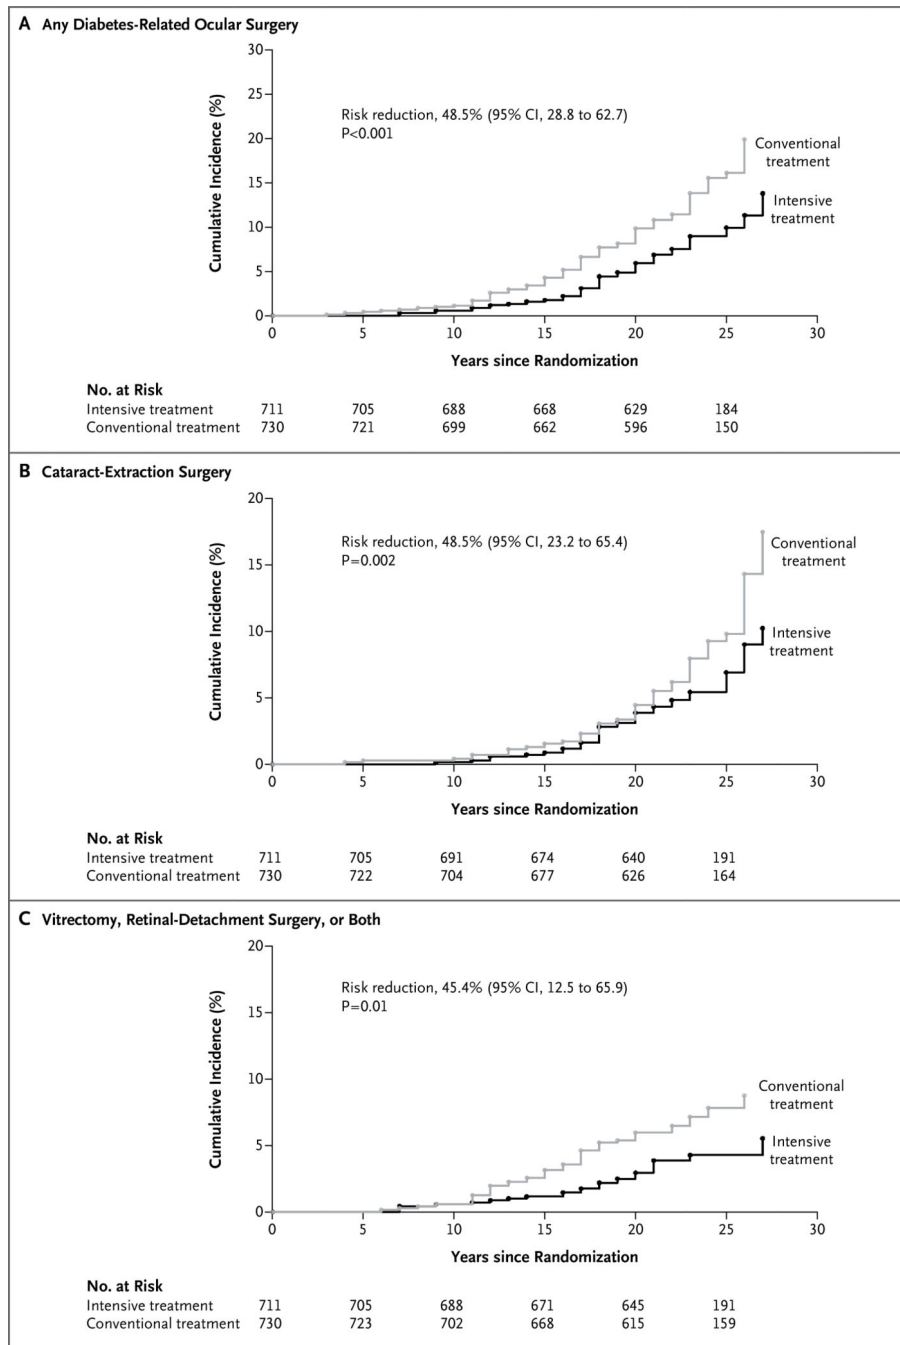 A Any Diabetes-Related Ocular Surgery
30
25
20
15
10
5
0
Cumulative Incidence (%)
Risk reduction, 48.5% (95% CI, 28.8 to 62.7)
P<0.001
Conventional
treatment
Intensive
treatment
0 5 10 15 20 25 30
Years since Randomization
No. at Risk
Intensive treatment 711 705 688 668 629 184
Conventional treatment 730 721 699 662 596 150
B Cataract-Extraction Surgery
20
15
10
5
0
Cumulative Incidence (%)
Risk reduction, 48.5% (95% CI, 23.2 to 65.4)
P=0.002
Conventional
treatment
Intensive
treatment
0 5 10 15 20 25 30
Years since Randomization
No. at Risk
Intensive treatment 711 705 691 674 640 191
Conventional treatment 730 722 704 677 626 164
C Vitrectomy, Retinal-Detachment Surgery, or Both
20
15
10
5
0
Cumulative Incidence (%)
Risk reduction, 45.4% (95% CI, 12.5 to 65.9)
P=0.01
Conventional
treatment
Intensive
treatment
0 5 10 15 20 25 30
Years since Randomization
No. at Risk
Intensive treatment 711 705 688 671 645 191
Conventional treatment 730 723 702 668 615 159